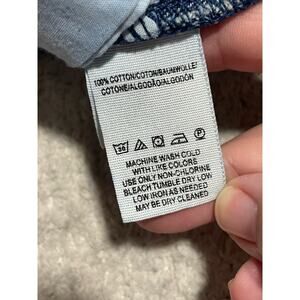 100% COTTON/COTON/BAUMWOLLE/
COTONE/ALGODÃO/ALGODÓN
30 P
MACHINE WASH COLD
WITH LIKE COLORS
USE ONLY NON-CHLORINE
BLEACH TUMBLE DRY LOW
LOW IRON AS NEEDED
MAY BE DRY CLEANED